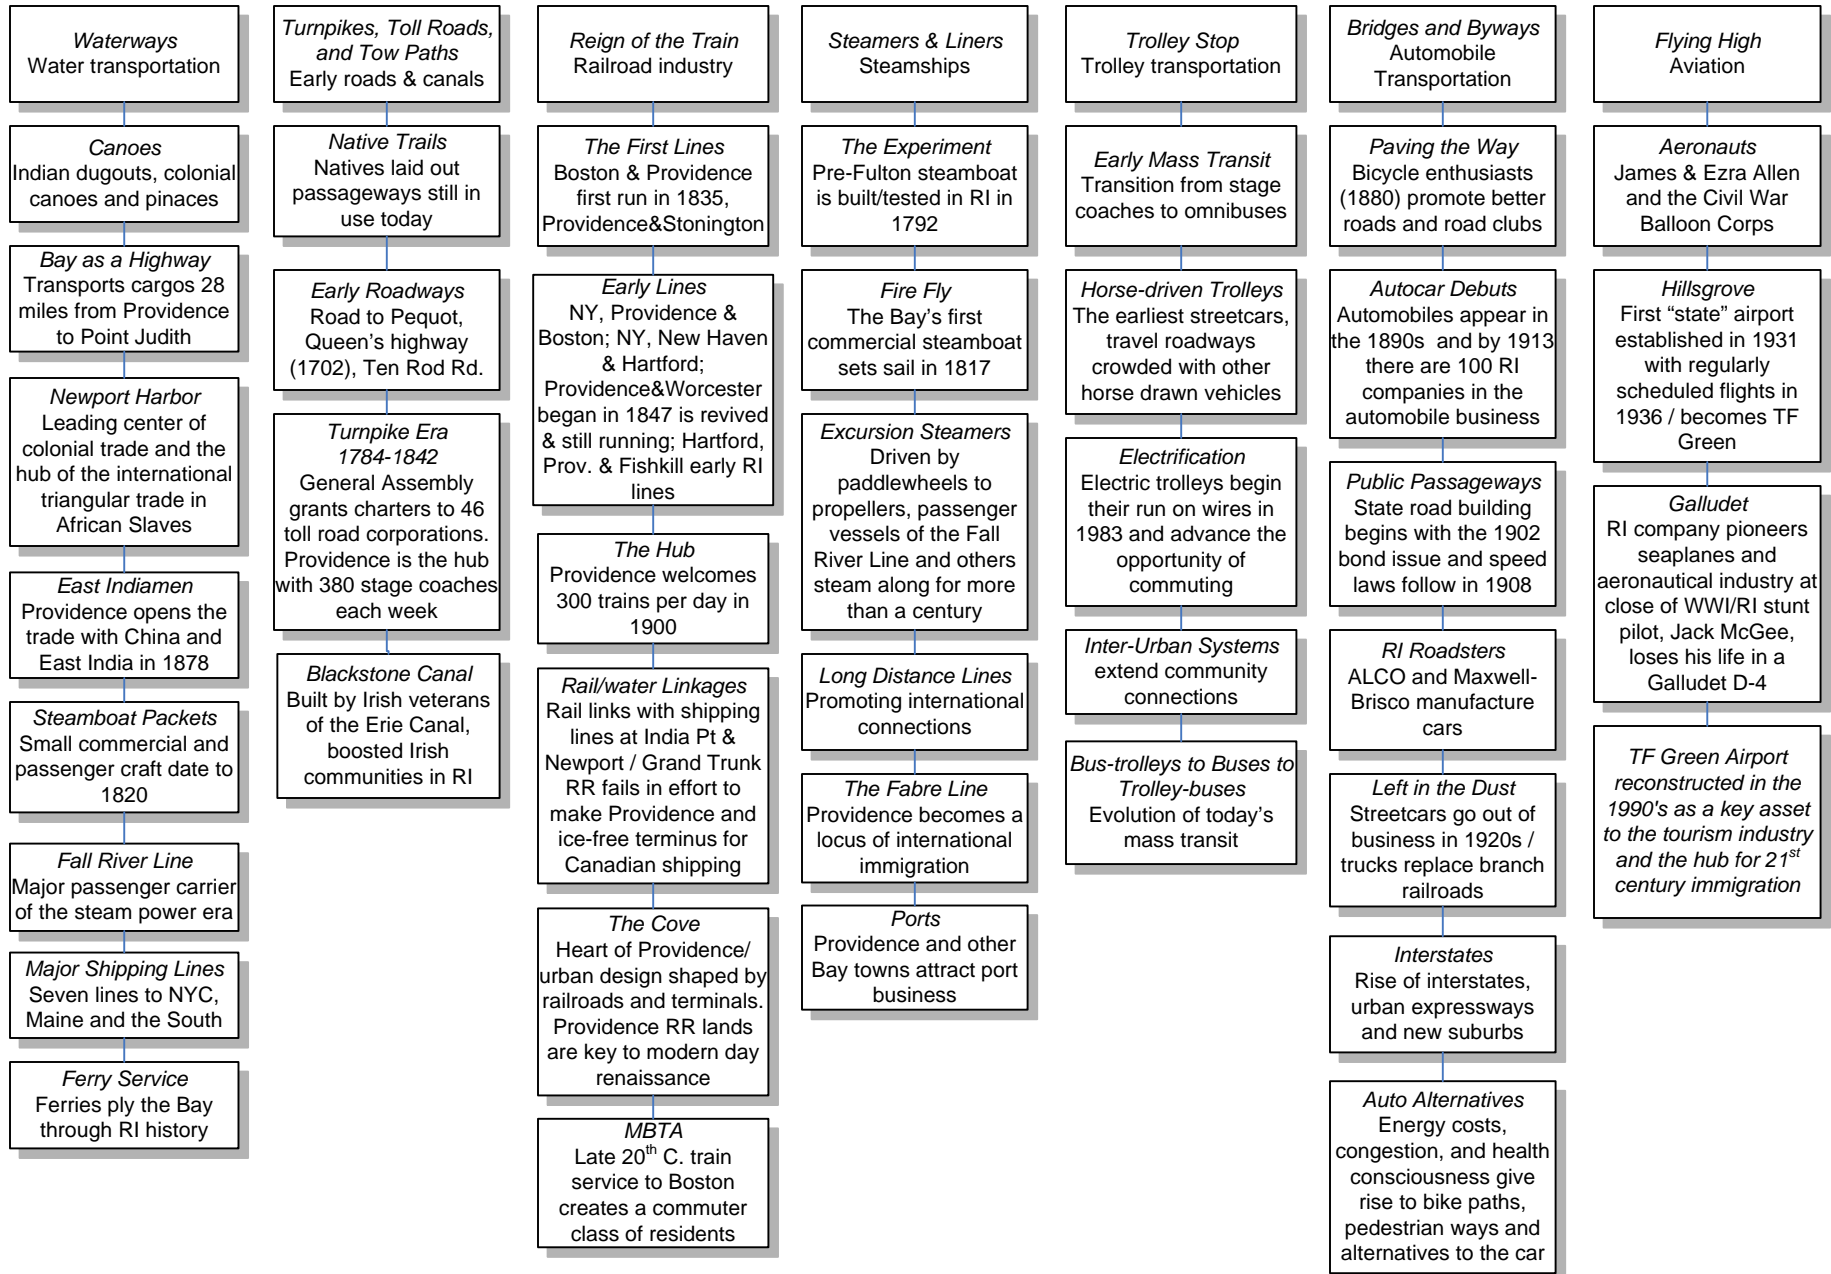 Waterways
Water transportation
Canoes
Indian dugouts, colonial
canoes and pinaces
Bay as a Highway
Transports cargos 28
miles from Providence
to Point Judith
Newport Harbor
Leading center of
colonial trade and the
hub of the international
triangular trade in
African Slaves
East Indiamen
Providence opens the
trade with China and
East India in 1878
Steamboat Packets
Small commercial and
passenger craft date to
1820
Fall River Line
Major passenger carrier
of the steam power era
Major Shipping Lines
Seven lines to NYC,
Maine and the South
Ferry Service
Ferries ply the Bay
through RI history
Turnpikes, Toll Roads,
and Tow Paths
Early roads & canals
Native Trails
Natives laid out
passageways still in
use today
Early Roadways
Road to Pequot,
Queen's highway
(1702), Ten Rod Rd.
Turnpike Era
1784-1842
General Assembly
grants charters to 46
toll road corporations.
Providence is the hub
with 380 stage coaches
each week
Blackstone Canal
Built by Irish veterans
of the Erie Canal,
boosted Irish
communities in RI
Reign of the Train
Railroad industry
The First Lines
Boston & Providence
first run in 1835,
Providence&Stonington
Early Lines
NY, Providence &
Boston; NY, New Haven
& Hartford;
Providence&Worcester
began in 1847 is revived
& still running; Hartford,
Prov. & Fishkill early RI
lines
The Hub
Providence welcomes
300 trains per day in
1900
Rail/water Linkages
Rail links with shipping
lines at India Pt &
Newport / Grand Trunk
RR fails in effort to
make Providence and
ice-free terminus for
Canadian shipping
The Cove
Heart of Providence/
urban design shaped by
railroads and terminals.
Providence RR lands
are key to modern day
renaissance
MBTA
Late 20th C. train
service to Boston
creates a commuter
class of residents
Steamers & Liners
Steamships
The Experiment
Pre-Fulton steamboat
is built/tested in RI in
1792
Fire Fly
The Bay's first
commercial steamboat
sets sail in 1817
Excursion Steamers
Driven by
paddlewheels to
propellers, passenger
vessels of the Fall
River Line and others
steam along for more
than a century
Long Distance Lines
Promoting international
connections
The Fabre Line
Providence becomes a
locus of international
immigration
Ports
Providence and other
Bay towns attract port
business
Trolley Stop
Trolley transportation
Early Mass Transit
Transition from stage
coaches to omnibuses
Horse-driven Trolleys
The earliest streetcars,
travel roadways
crowded with other
horse drawn vehicles
Electrification
Electric trolleys begin
their run on wires in
1983 and advance the
opportunity of
commuting
Inter-Urban Systems
extend community
connections
Bus-trolleys to Buses to
Trolley-buses
Evolution of today's
mass transit
Bridges and Byways
Automobile
Transportation
Paving the Way
Bicycle enthusiasts
(1880) promote better
roads and road clubs
Autocar Debuts
Automobiles appear in
the 1890s and by 1913
there are 100 RI
companies in the
automobile business
Public Passageways
State road building
begins with the 1902
bond issue and speed
laws follow in 1908
RI Roadsters
ALCO and Maxwell-
Brisco manufacture
cars
Left in the Dust
Streetcars go out of
business in 1920s /
trucks replace branch
railroads
Interstates
Rise of interstates,
urban expressways
and new suburbs
Auto Alternatives
Energy costs,
congestion, and health
consciousness give
rise to bike paths,
pedestrian ways and
alternatives to the car
Flying High
Aviation
Aeronauts
James & Ezra Allen
and the Civil War
Balloon Corps
Hillsgrove
First “state” airport
established in 1931
with regularly
scheduled flights in
1936 / becomes TF
Green
Galludet
RI company pioneers
seaplanes and
aeronautical industry at
close of WWI/RI stunt
pilot, Jack McGee,
loses his life in a
Galludet D-4
TF Green Airport
reconstructed in the
1990's as a key asset
to the tourism industry
and the hub for 21st
century immigration